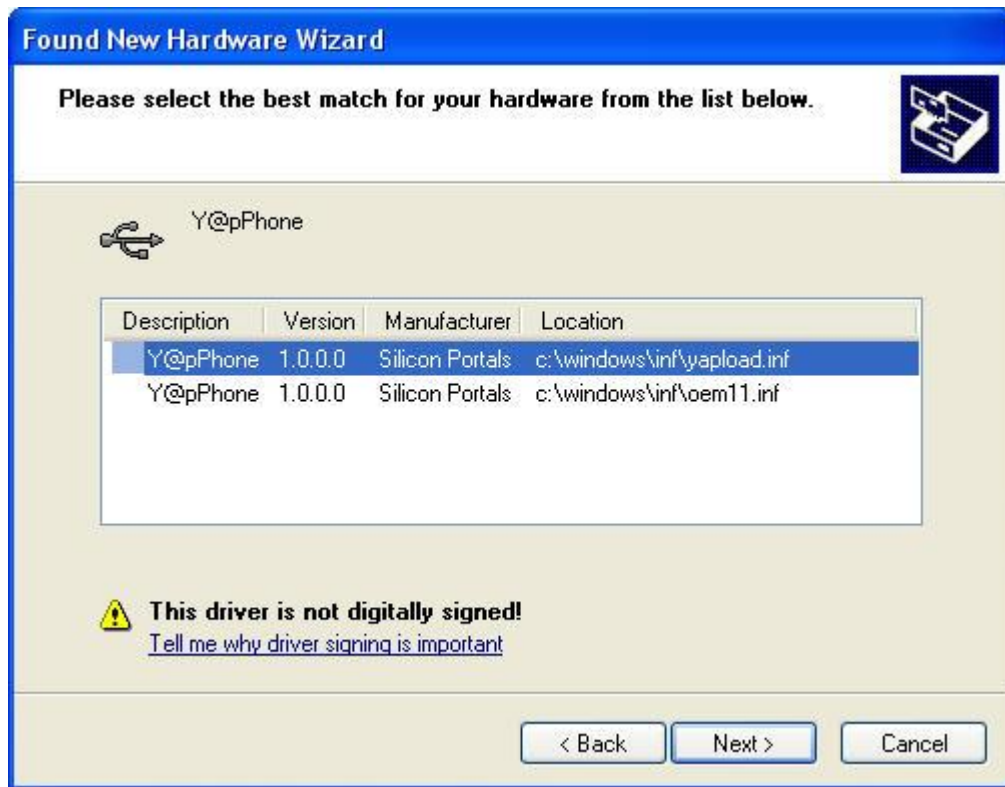 Found New Hardware Wizard
Please select the best match for your hardware from the list below.
Y@pPhone
Description Version Manufacturer Location
Y@pPhone 1.0.0.0 Silicon Portals c:\windows\inf\yapload.inf
Y@pPhone 1.0.0.0 Silicon Portals c:\windows\inf\oem11.inf
This driver is not digitally signed!
Tell me why driver signing is important
< Back Next > Cancel